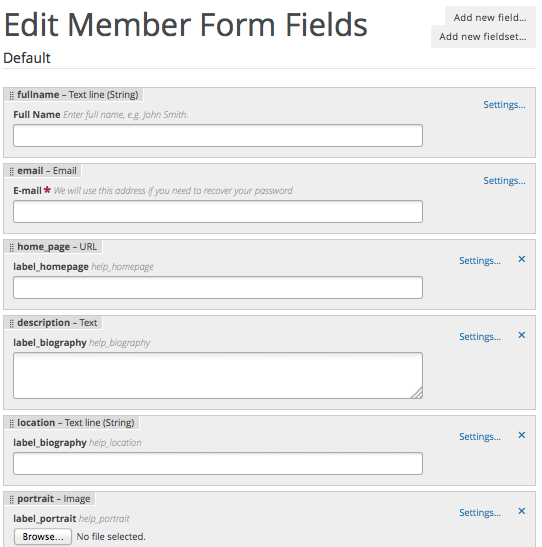 Edit Member Form Fields
Add new field...
Add new fieldset...
Default
fullname – Text line (String)
Settings...
Full Name Enter full name, e.g. John Smith.
email – Email
Settings...
E-mail * We will use this address if you need to recover your password
home_page – URL
Settings... ×
label_homepage help_homepage
description – Text
Settings... ×
label_biography help_biography
location – Text line (String)
Settings... ×
label_biography help_location
portrait – Image
Settings... ×
label_portrait help_portrait
Browse... No file selected.